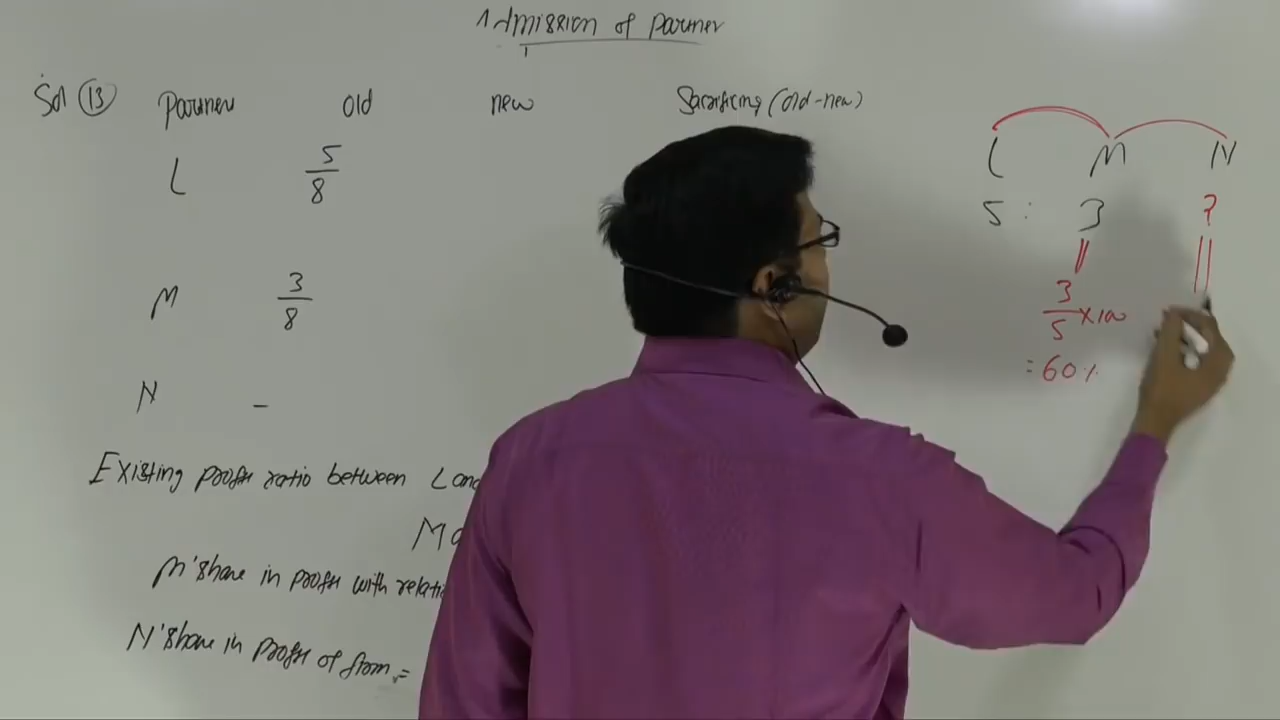 Admission of partner
Sol 13 Partner old new Sacrificing (old-new)
L 5/8
M 3/8
N -
Existing profit ratio between L and
M
M's share in profit with relati
N's share in profit of firm =
L M N
5 : 3 ?
3/5 × 100
= 60%